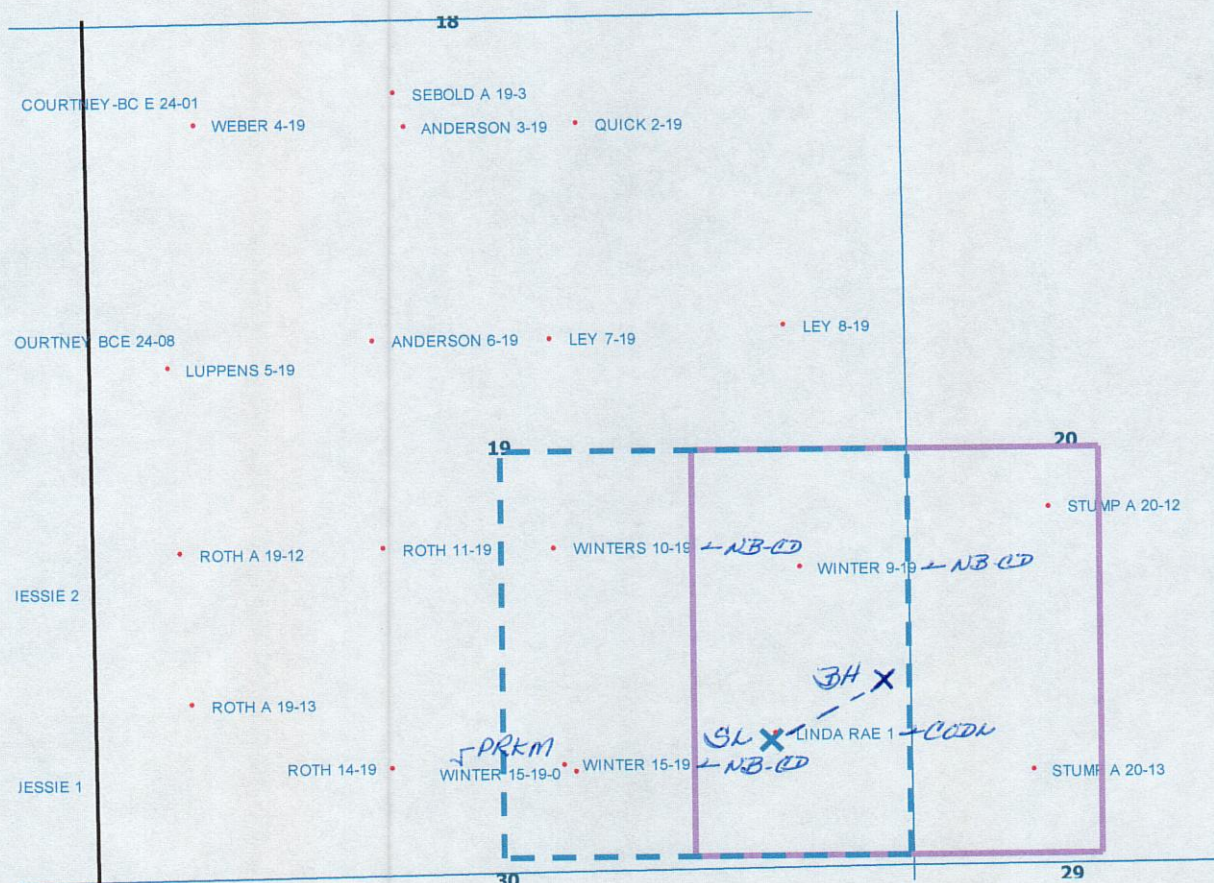 18
COURTNEY-BC E 24-01
SEBOLD A 19-3
WEBER 4-19
ANDERSON 3-19
QUICK 2-19
LEY 8-19
OURTNEY BCE 24-08
ANDERSON 6-19
LEY 7-19
LUPPENS 5-19
19
20
STUMP A 20-12
ROTH A 19-12
ROTH 11-19
WINTERS 10-19 ← NB-CD
WINTER 9-19 ← NB-CD
IESSIE 2
BH X
ROTH A 19-13
SL X LINDA RAE 1 → CODL
PRKM
ROTH 14-19
WINTER 15-19-0
WINTER 15-19 ← NB-CD
STUMP A 20-13
JESSIE 1
30
29